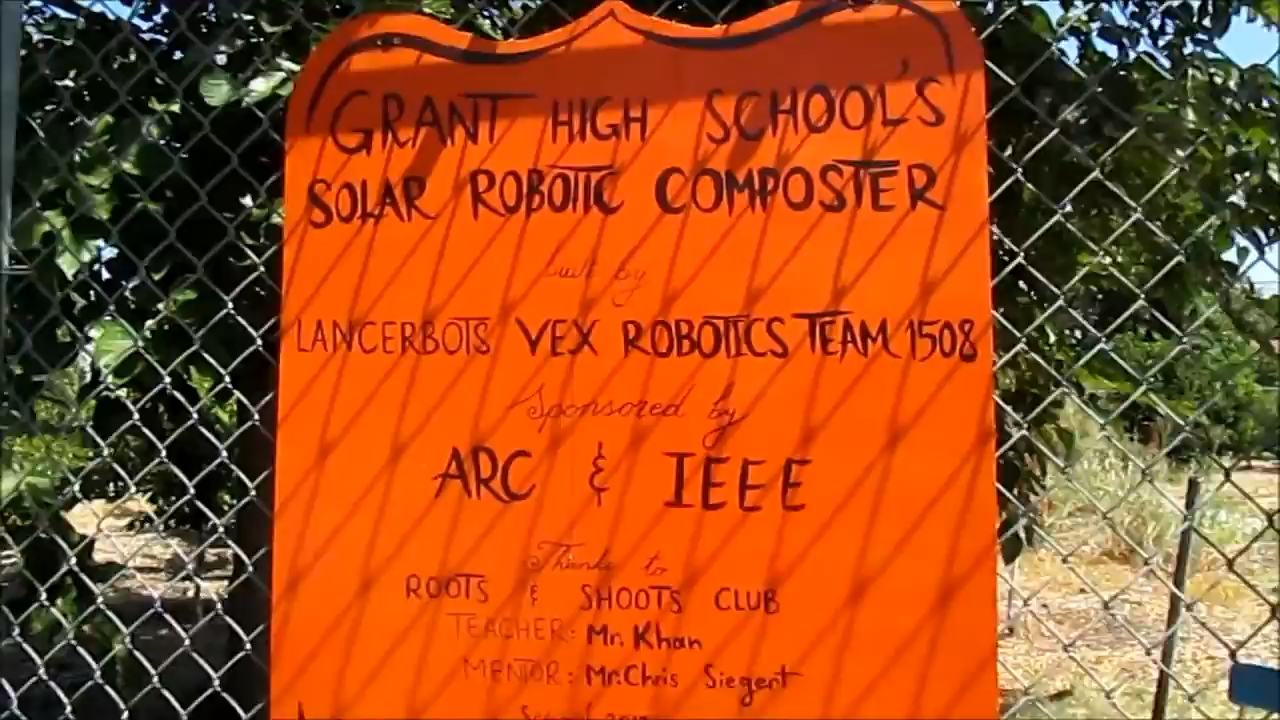 GRANT HIGH SCHOOL'S
SOLAR ROBOTIC COMPOSTER
built by
LANCERBOTS VEX ROBOTICS TEAM 1508
Sponsored by
ARC & IEEE
Thanks to
ROOTS & SHOOTS CLUB
TEACHER: Mr. Khan
MENTOR: Mr. Chris Siegert